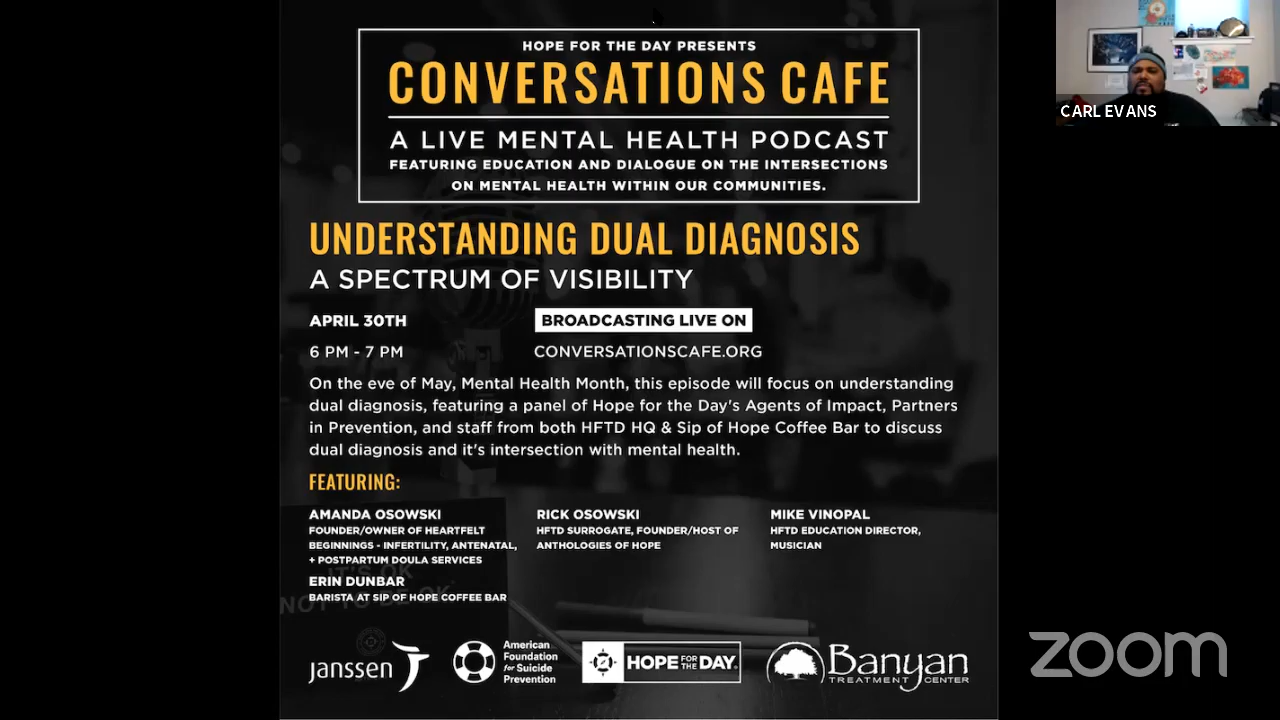 HOPE FOR THE DAY PRESENTS
CONVERSATIONS CAFE
A LIVE MENTAL HEALTH PODCAST
FEATURING EDUCATION AND DIALOGUE ON THE INTERSECTIONS
ON MENTAL HEALTH WITHIN OUR COMMUNITIES.
CARL EVANS
UNDERSTANDING DUAL DIAGNOSIS
A SPECTRUM OF VISIBILITY
APRIL 30TH
BROADCASTING LIVE ON
6 PM - 7 PM
CONVERSATIONSCAFE.ORG
On the eve of May, Mental Health Month, this episode will focus on understanding
dual diagnosis, featuring a panel of Hope for the Day's Agents of Impact, Partners
in Prevention, and staff from both HFTD HQ & Sip of Hope Coffee Bar to discuss
dual diagnosis and it's intersection with mental health.
FEATURING:
AMANDA OSOWSKI
FOUNDER/OWNER OF HEARTFELT
BEGINNINGS - INFERTILITY, ANTENATAL,
+ POSTPARTUM DOULA SERVICES
RICK OSOWSKI
HFTD SURROGATE, FOUNDER/HOST OF
ANTHOLOGIES OF HOPE
MIKE VINOPAL
HFTD EDUCATION DIRECTOR,
MUSICIAN
ERIN DUNBAR
BARISTA AT SIP OF HOPE COFFEE BAR
IT'S OK
NOT TO BE OK
janssen
American
Foundation
for Suicide
Prevention
HOPE FOR THE DAY
Banyan
TREATMENT CENTER
zoom